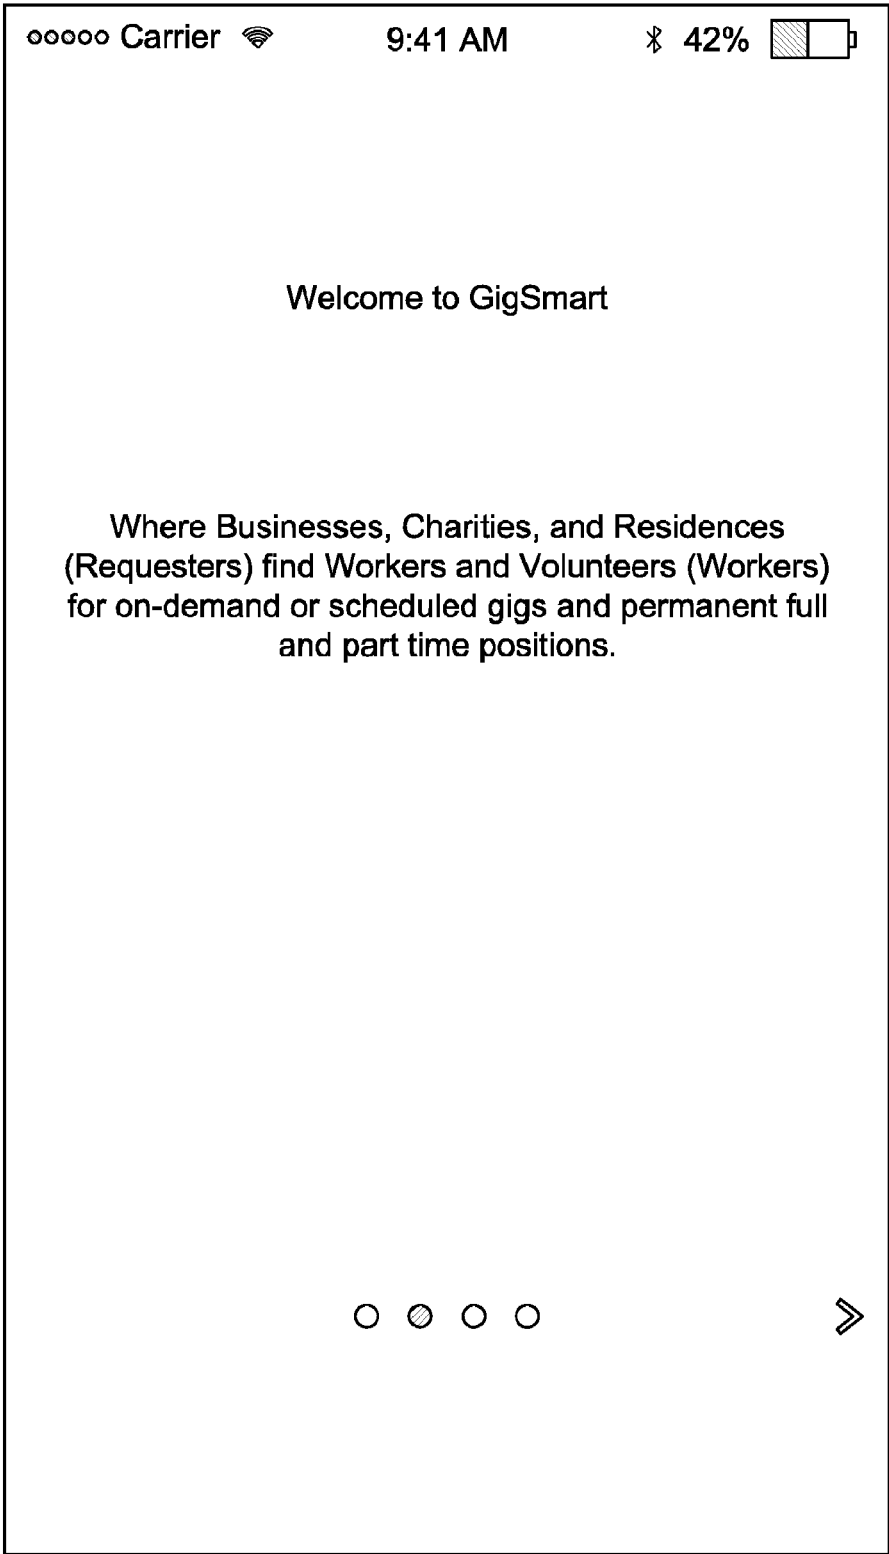 Carrier 9:41 AM 42%
Welcome to GigSmart
Where Businesses, Charities, and Residences
(Requesters) find Workers and Volunteers (Workers)
for on-demand or scheduled gigs and permanent full
and part time positions.